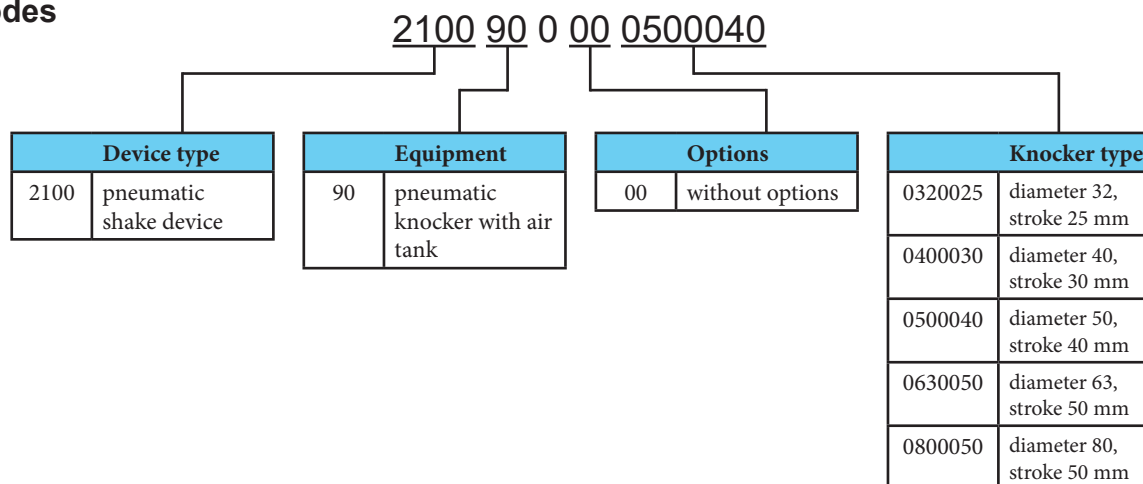 odes
2100 90 0 00 0500040
Device type
2100 pneumatic
shake device
Equipment
90 pneumatic
knocker with air
tank
Options
00 without options
Knocker type
0320025 diameter 32,
stroke 25 mm
0400030 diameter 40,
stroke 30 mm
0500040 diameter 50,
stroke 40 mm
0630050 diameter 63,
stroke 50 mm
0800050 diameter 80,
stroke 50 mm